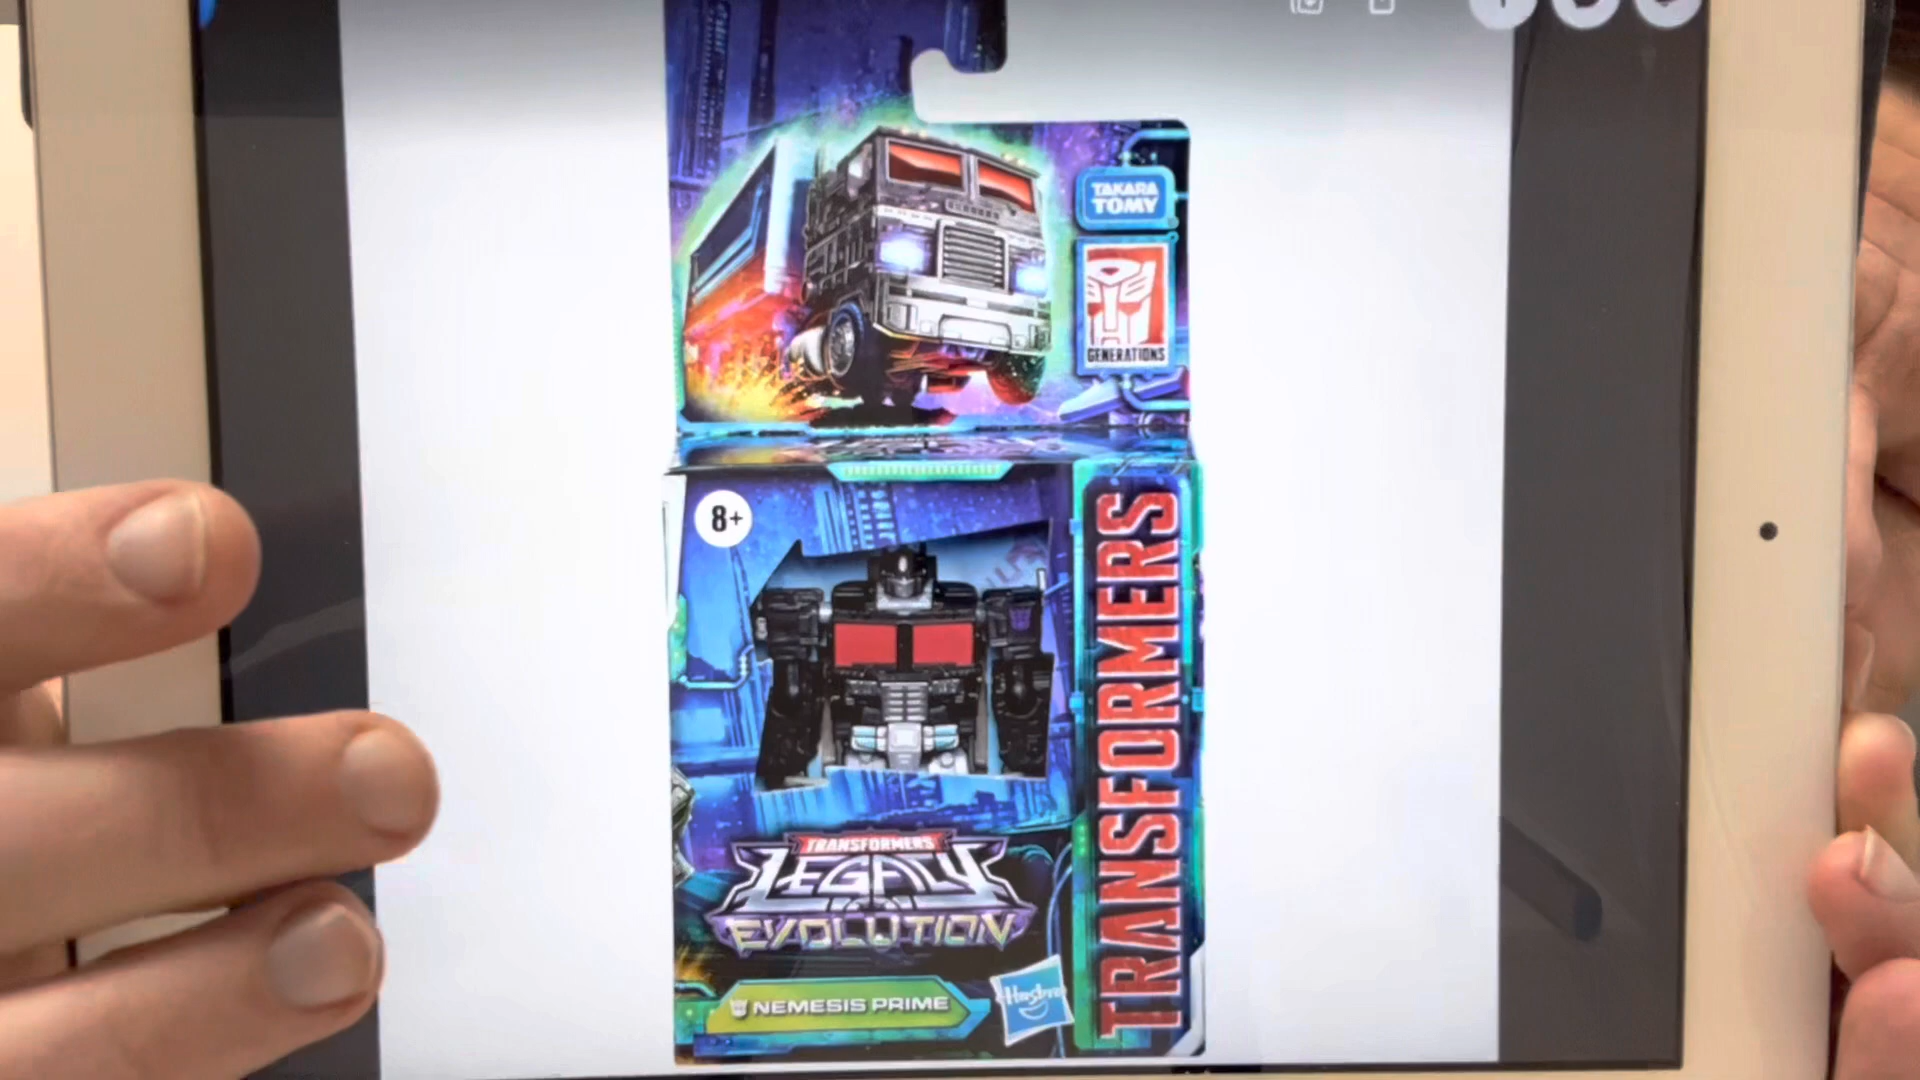 TAKARA
TOMY
GENERATIONS
8+
TRANSFORMERS
TRANSFORMERS
LEGACY
EVOLUTION
NEMESIS PRIME
Hasbro